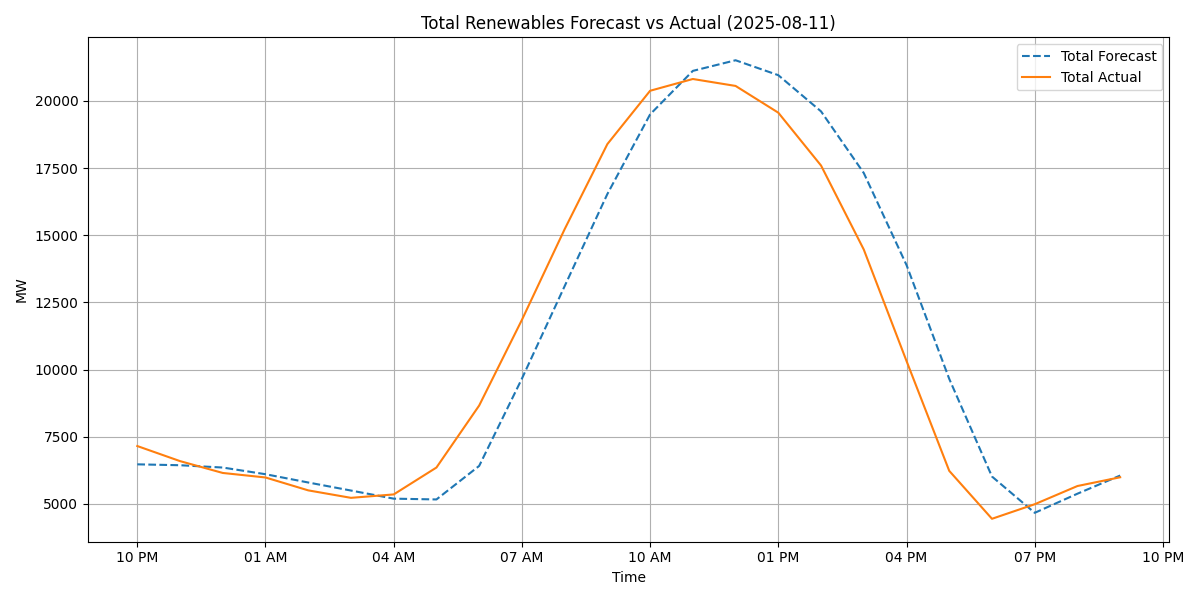 Total Renewables Forecast vs Actual (2025-08-11)
Total Forecast
Total Actual
20000
17500
15000
12500
10000
7500
5000
MW
10 PM 01 AM 04 AM 07 AM 10 AM 01 PM 04 PM 07 PM 10 PM
Time